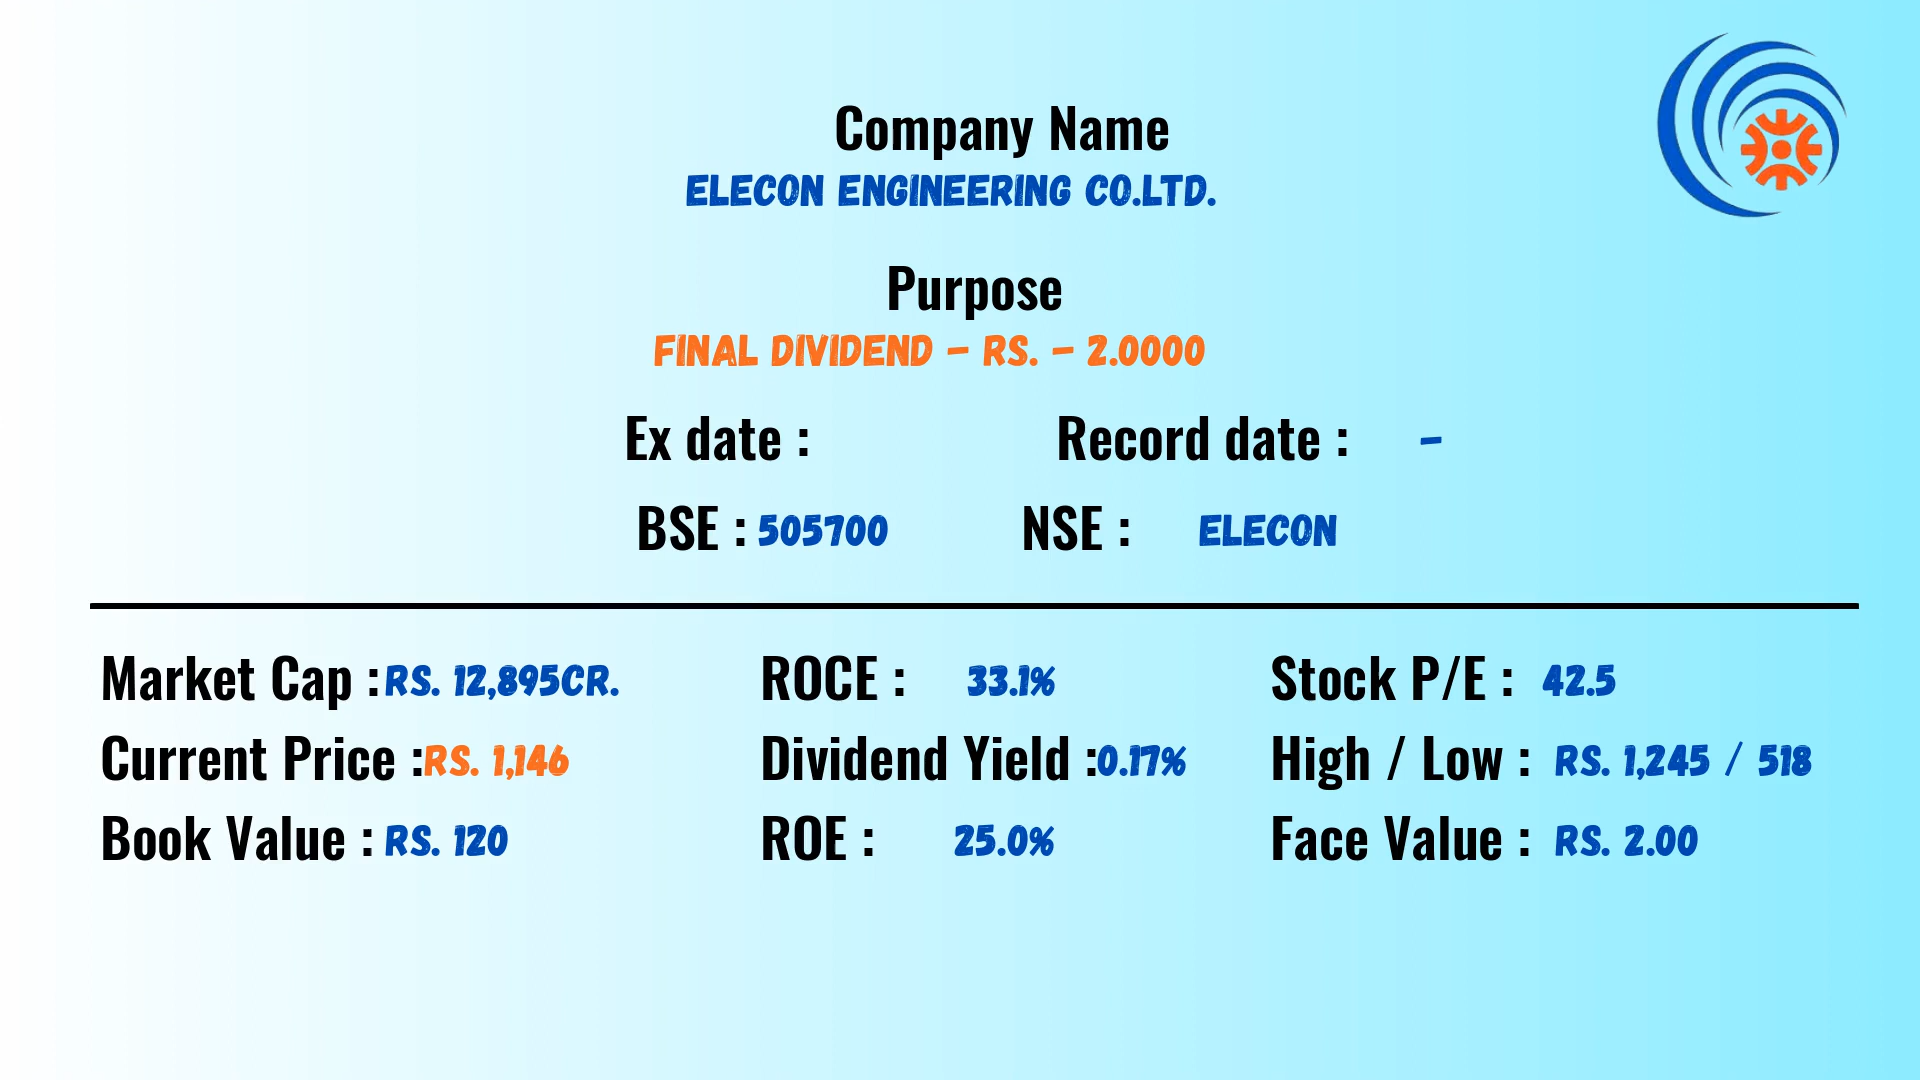 Company Name
ELECON ENGINEERING CO.LTD.
Purpose
FINAL DIVIDEND - RS. - 2.0000
Ex date : Record date : -
BSE : 505700 NSE : ELECON
Market Cap : RS. 12,895CR. ROCE : 33.1% Stock P/E : 42.5
Current Price : RS. 1,146 Dividend Yield : 0.17% High / Low : RS. 1,245 / 518
Book Value : RS. 120 ROE : 25.0% Face Value : RS. 2.00